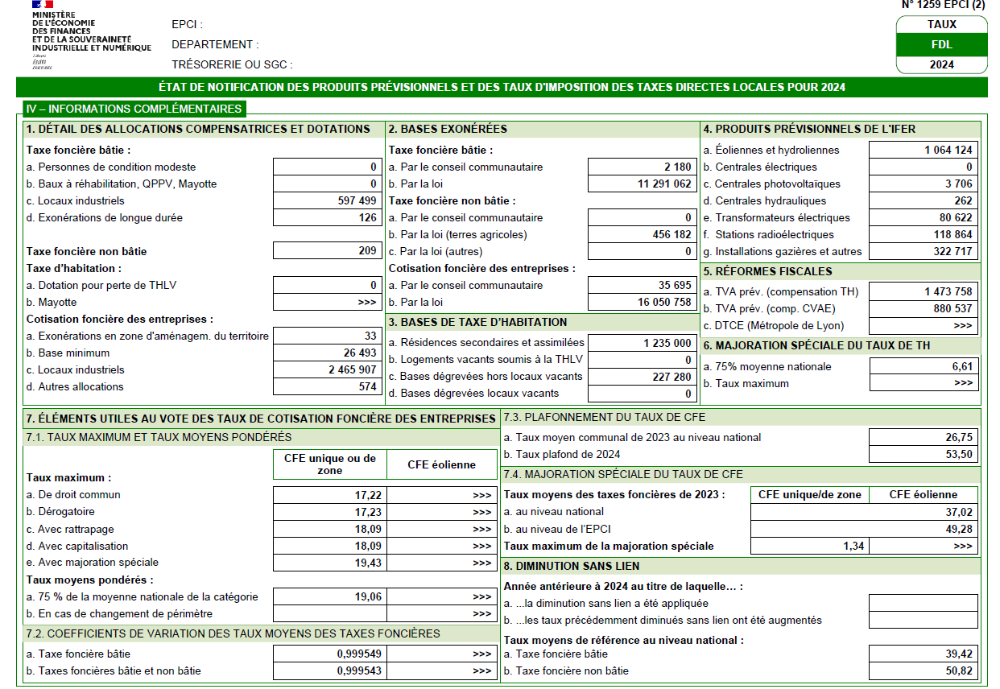 MINISTÈRE
DE L'ÉCONOMIE
DES FINANCES
ET DE LA SOUVERAINETÉ
INDUSTRIELLE ET NUMÉRIQUE
Liberté
Égalité
Fraternité
EPCI :
DEPARTEMENT :
TRÉSORERIE OU SGC :
N° 1259 EPCI (2)
TAUX
FDL
2024
ÉTAT DE NOTIFICATION DES PRODUITS PRÉVISIONNELS ET DES TAUX D'IMPOSITION DES TAXES DIRECTES LOCALES POUR 2024
IV – INFORMATIONS COMPLÉMENTAIRES
1. DÉTAIL DES ALLOCATIONS COMPENSATRICES ET DOTATIONS
Taxe foncière bâtie :
a. Personnes de condition modeste 0
b. Baux à réhabilitation, QPPV, Mayotte 0
c. Locaux industriels 597 499
d. Exonérations de longue durée 126
Taxe foncière non bâtie 209
Taxe d’habitation :
a. Dotation pour perte de THLV 0
b. Mayotte >>>
Cotisation foncière des entreprises :
a. Exonérations en zone d'aménagem. du territoire 33
b. Base minimum 26 493
c. Locaux industriels 2 465 907
d. Autres allocations 574
2. BASES EXONÉRÉES
Taxe foncière bâtie :
a. Par le conseil communautaire 2 180
b. Par la loi 11 291 062
Taxe foncière non bâtie :
a. Par le conseil communautaire 0
b. Par la loi (terres agricoles) 456 182
c. Par la loi (autres) 0
Cotisation foncière des entreprises :
a. Par le conseil communautaire 35 695
b. Par la loi 16 050 758
3. BASES DE TAXE D’HABITATION
a. Résidences secondaires et assimilées 1 235 000
b. Logements vacants soumis à la THLV 0
c. Bases dégrevées hors locaux vacants 227 280
d. Bases dégrevées locaux vacants 0
4. PRODUITS PRÉVISIONNELS DE L'IFER
a. Éoliennes et hydroliennes 1 064 124
b. Centrales électriques 0
c. Centrales photovoltaïques 3 706
d. Centrales hydrauliques 262
e. Transformateurs électriques 80 622
f. Stations radioélectriques 118 864
g. Installations gazières et autres 322 717
5. RÉFORMES FISCALES
a. TVA prév. (compensation TH) 1 473 758
b. TVA prév. (comp. CVAE) 880 537
c. DTCE (Métropole de Lyon) >>>
6. MAJORATION SPÉCIALE DU TAUX DE TH
a. 75% moyenne nationale 6,61
b. Taux maximum >>>
7. ÉLÉMENTS UTILES AU VOTE DES TAUX DE COTISATION FONCIÈRE DES ENTREPRISES
7.1. TAUX MAXIMUM ET TAUX MOYENS PONDÉRÉS
CFE unique ou de
zone
CFE éolienne
Taux maximum :
a. De droit commun 17,22 >>>
b. Dérogatoire 17,23 >>>
c. Avec rattrapage 18,09 >>>
d. Avec capitalisation 18,09 >>>
e. Avec majoration spéciale 19,43 >>>
Taux moyens pondérés :
a. 75 % de la moyenne nationale de la catégorie 19,06 >>>
b. En cas de changement de périmètre >>>
7.2. COEFFICIENTS DE VARIATION DES TAUX MOYENS DES TAXES FONCIÈRES
a. Taxe foncière bâtie 0,999549 >>>
b. Taxes foncières bâtie et non bâtie 0,999543 >>>
7.3. PLAFONNEMENT DU TAUX DE CFE
a. Taux moyen communal de 2023 au niveau national 26,75
b. Taux plafond de 2024 53,50
7.4. MAJORATION SPÉCIALE DU TAUX DE CFE
Taux moyens des taxes foncières de 2023 : CFE unique/de zone CFE éolienne
a. au niveau national 37,02
b. au niveau de l’EPCI 49,28
Taux maximum de la majoration spéciale 1,34 >>>
8. DIMINUTION SANS LIEN
Année antérieure à 2024 au titre de laquelle… :
a. ...la diminution sans lien a été appliquée
b. ...les taux précédemment diminués sans lien ont été augmentés
Taux moyens de référence au niveau national :
a. Taxe foncière bâtie 39,42
b. Taxe foncière non bâtie 50,82